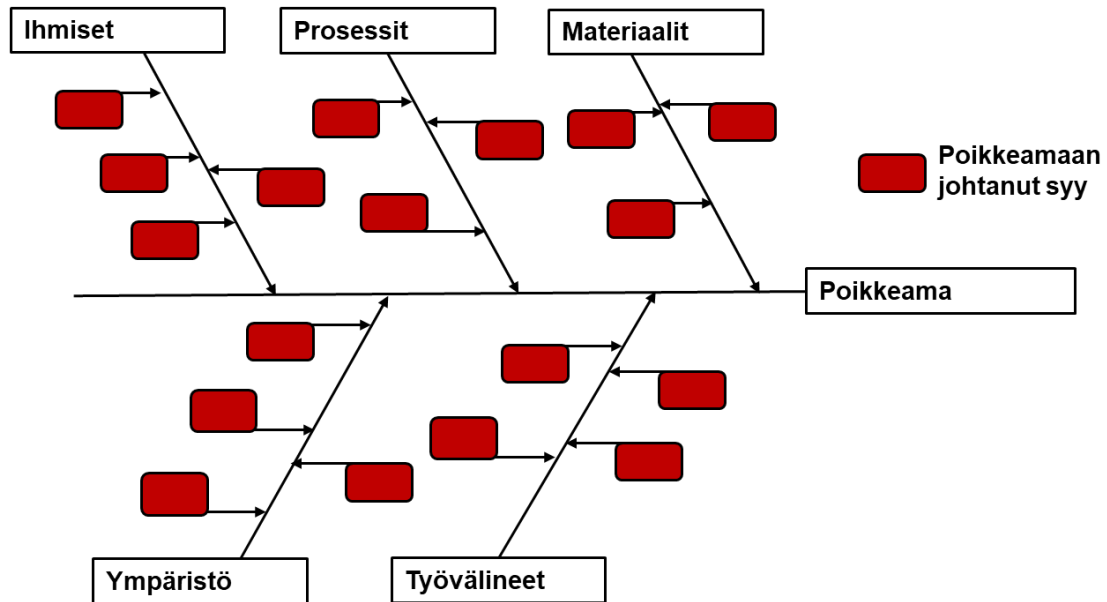 Ihmiset
Prosessit
Materiaalit
Poikkeamaan
johtanut syy
Poikkeama
Ympäristö
Työvälineet